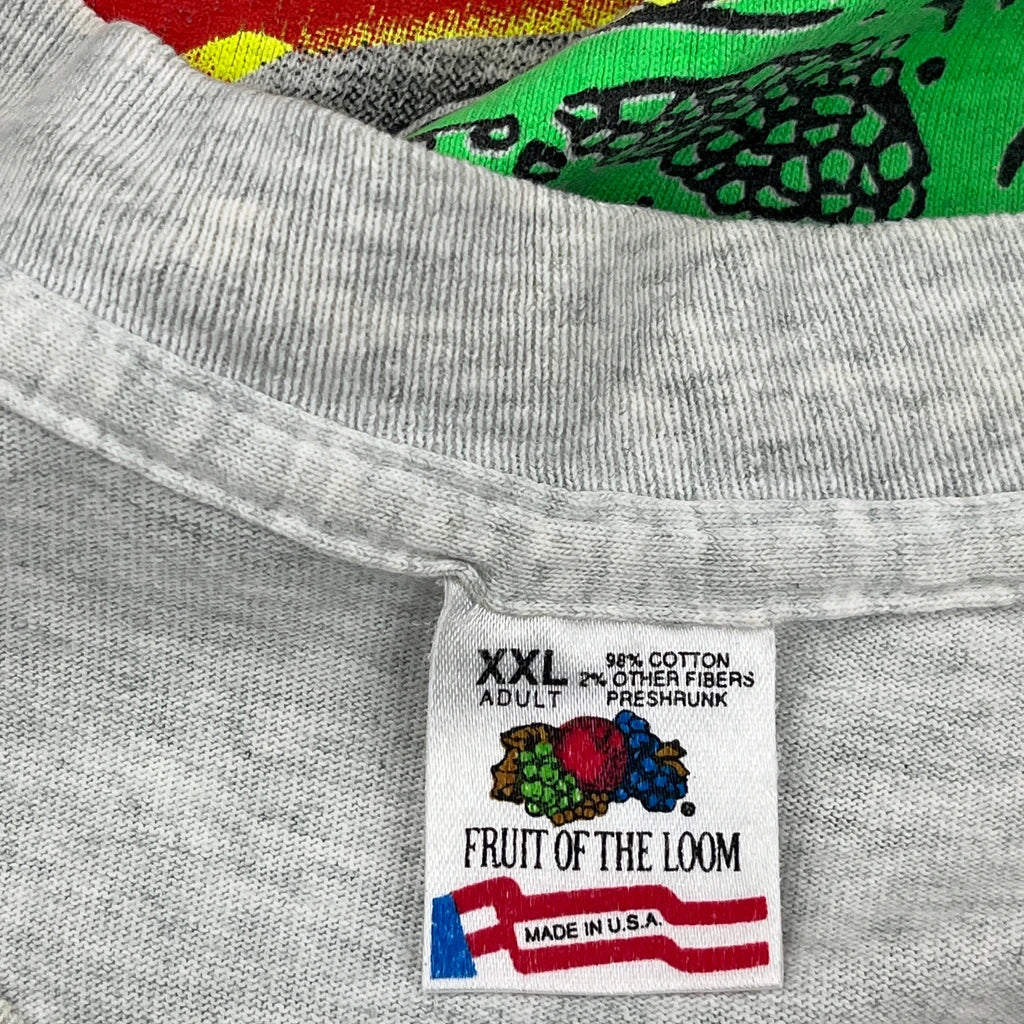 XXL
ADULT
98% COTTON
2% OTHER FIBERS
PRESHRUNK
®
FRUIT OF THE LOOM
MADE IN U.S.A.